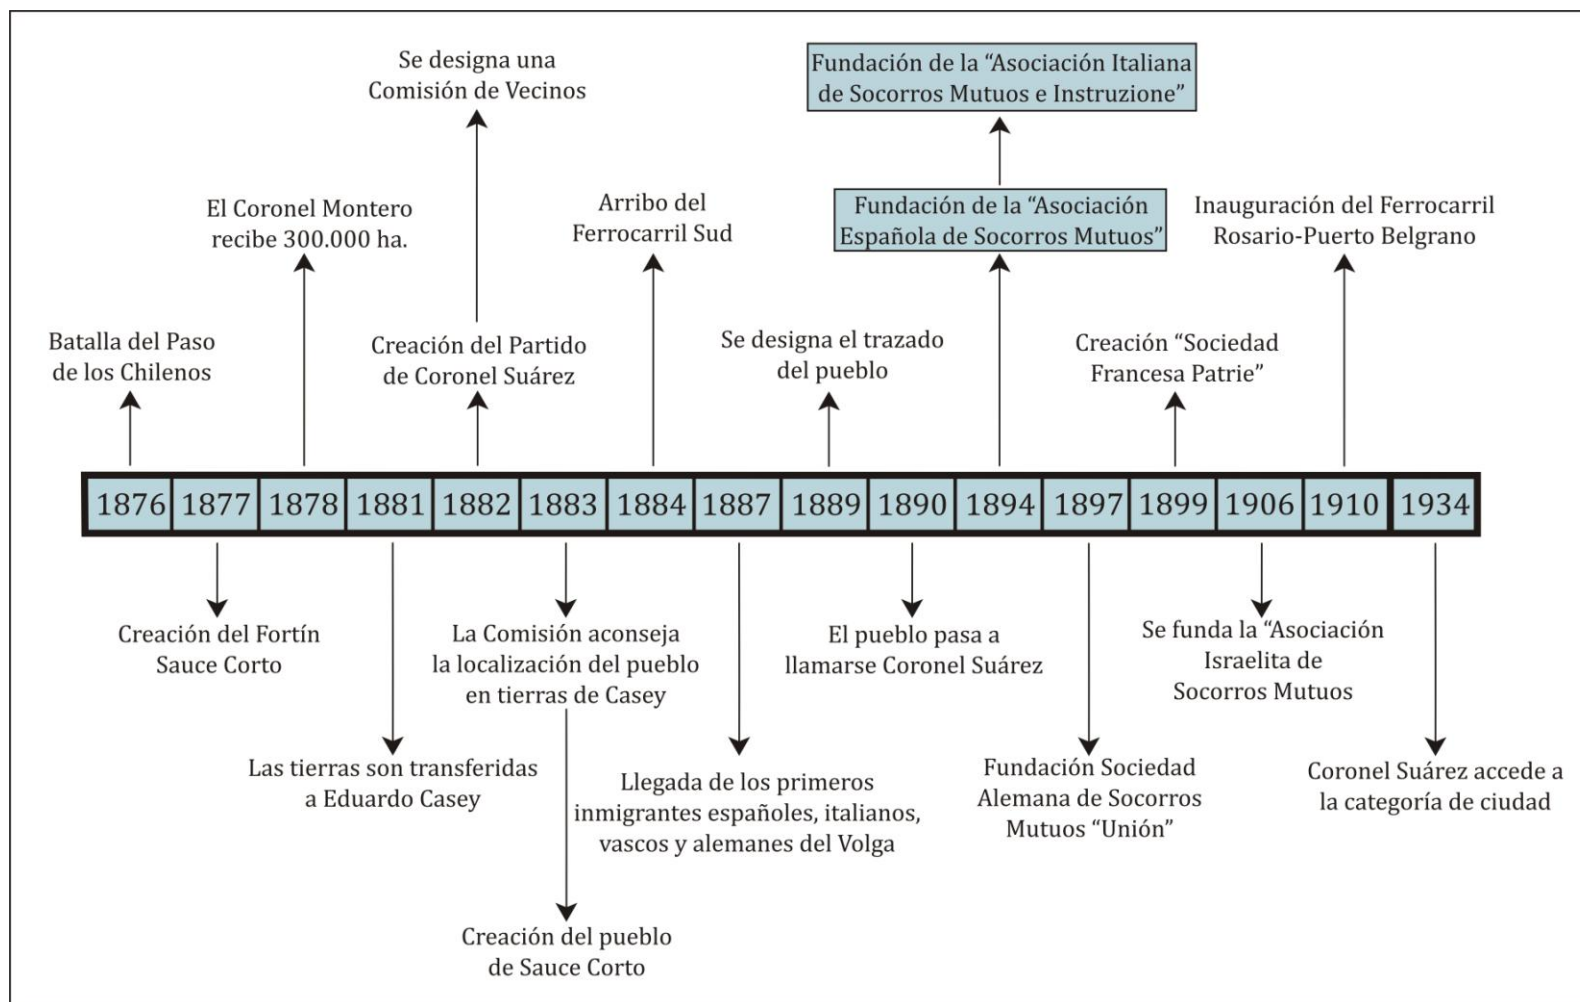 Se designa una
Comisión de Vecinos
Fundación de la “Asociación Italiana
de Socorros Mutuos e Instruzione”
El Coronel Montero
recibe 300.000 ha.
Arribo del
Ferrocarril Sud
Fundación de la “Asociación
Española de Socorros Mutuos”
Inauguración del Ferrocarril
Rosario-Puerto Belgrano
Batalla del Paso
de los Chilenos
Creación del Partido
de Coronel Suárez
Se designa el trazado
del pueblo
Creación “Sociedad
Francesa Patrie”
1876 1877 1878 1881 1882 1883 1884 1887 1889 1890 1894 1897 1899 1906 1910 1934
Creación del Fortín
Sauce Corto
La Comisión aconseja
la localización del pueblo
en tierras de Casey
El pueblo pasa a
llamarse Coronel Suárez
Se funda la “Asociación
Israelita de
Socorros Mutuos
Las tierras son transferidas
a Eduardo Casey
Llegada de los primeros
inmigrantes españoles, italianos,
vascos y alemanes del Volga
Fundación Sociedad
Alemana de Socorros
Mutuos “Unión”
Coronel Suárez accede a
la categoría de ciudad
Creación del pueblo
de Sauce Corto